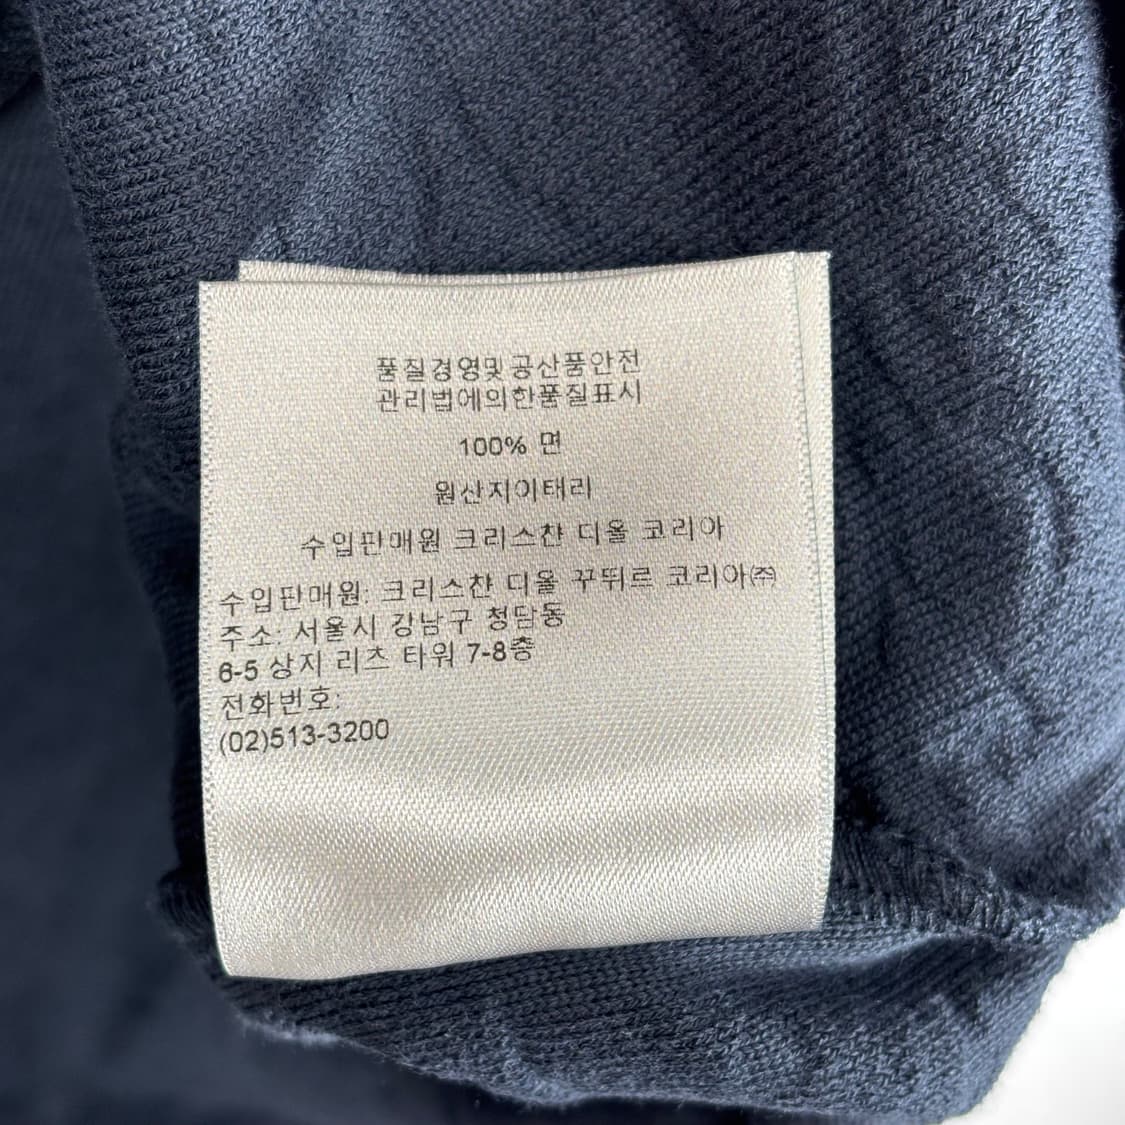 품질경영및공산품안전
관리법에의한품질표시
100% 면
원산지이태리
수입판매원 크리스찬 디올 코리아
수입판매원: 크리스찬 디올 꾸뛰르 코리아㈜
주소: 서울시 강남구 청담동
6-5 상지 리츠 타워 7-8층
전화번호:
(02)513-3200